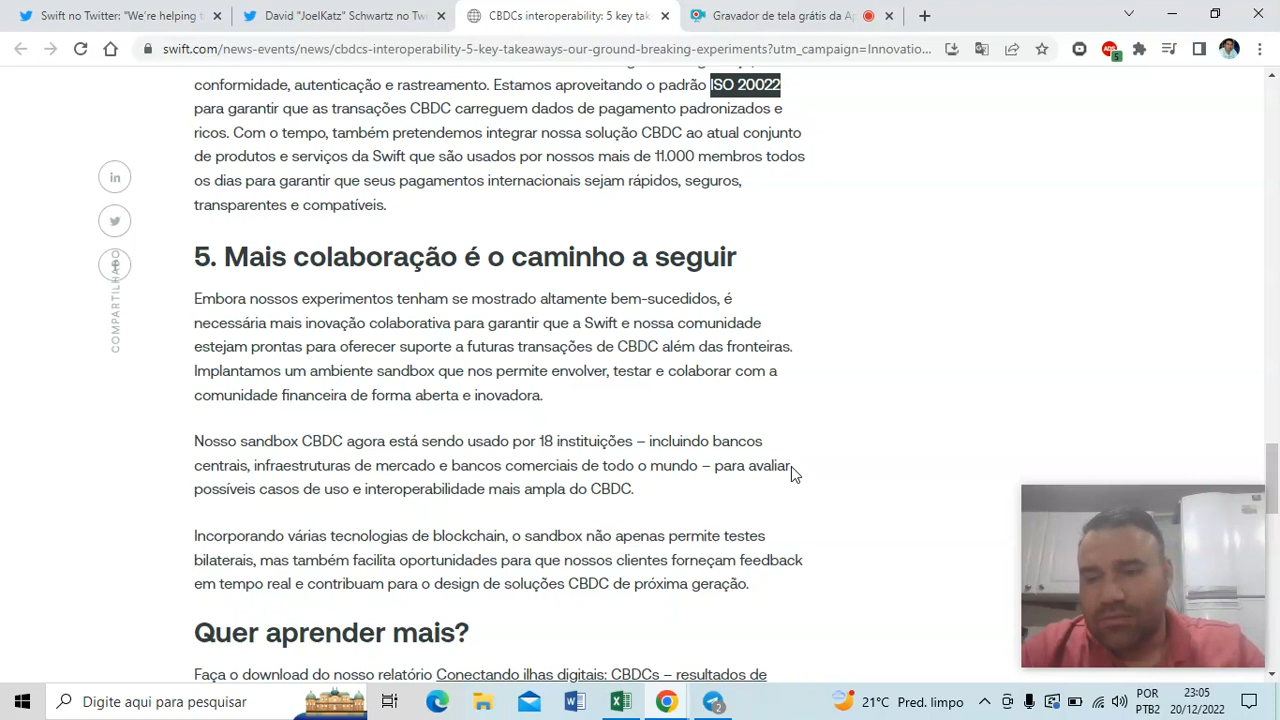 Swift no Twitter: "We're helping t
David "JoelKatz" Schwartz no Tw
CBDCs interoperability: 5 key tak
Gravador de tela grátis da Ap
swift.com/news-events/news/cbdcs-interoperability-5-key-takeaways-our-ground-breaking-experiments?utm_campaign=Innovatio...
conformidade, autenticação e rastreamento. Estamos aproveitando o padrão ISO 20022
para garantir que as transações CBDC carreguem dados de pagamento padronizados e
ricos. Com o tempo, também pretendemos integrar nossa solução CBDC ao atual conjunto
de produtos e serviços da Swift que são usados por nossos mais de 11.000 membros todos
os dias para garantir que seus pagamentos internacionais sejam rápidos, seguros,
transparentes e compatíveis.
in
COMPARTILHADO
5. Mais colaboração é o caminho a seguir
Embora nossos experimentos tenham se mostrado altamente bem-sucedidos, é
necessária mais inovação colaborativa para garantir que a Swift e nossa comunidade
estejam prontas para oferecer suporte a futuras transações de CBDC além das fronteiras.
Implantamos um ambiente sandbox que nos permite envolver, testar e colaborar com a
comunidade financeira de forma aberta e inovadora.
Nosso sandbox CBDC agora está sendo usado por 18 instituições – incluindo bancos
centrais, infraestruturas de mercado e bancos comerciais de todo o mundo – para avaliar
possíveis casos de uso e interoperabilidade mais ampla do CBDC.
Incorporando várias tecnologias de blockchain, o sandbox não apenas permite testes
bilaterais, mas também facilita oportunidades para que nossos clientes forneçam feedback
em tempo real e contribuam para o design de soluções CBDC de próxima geração.
Quer aprender mais?
Faça o download do nosso relatório Conectando ilhas digitais: CBDCs – resultados de
Digite aqui para pesquisar
2
21°C Pred. limpo
POR
PTB2
23:05
20/12/2022